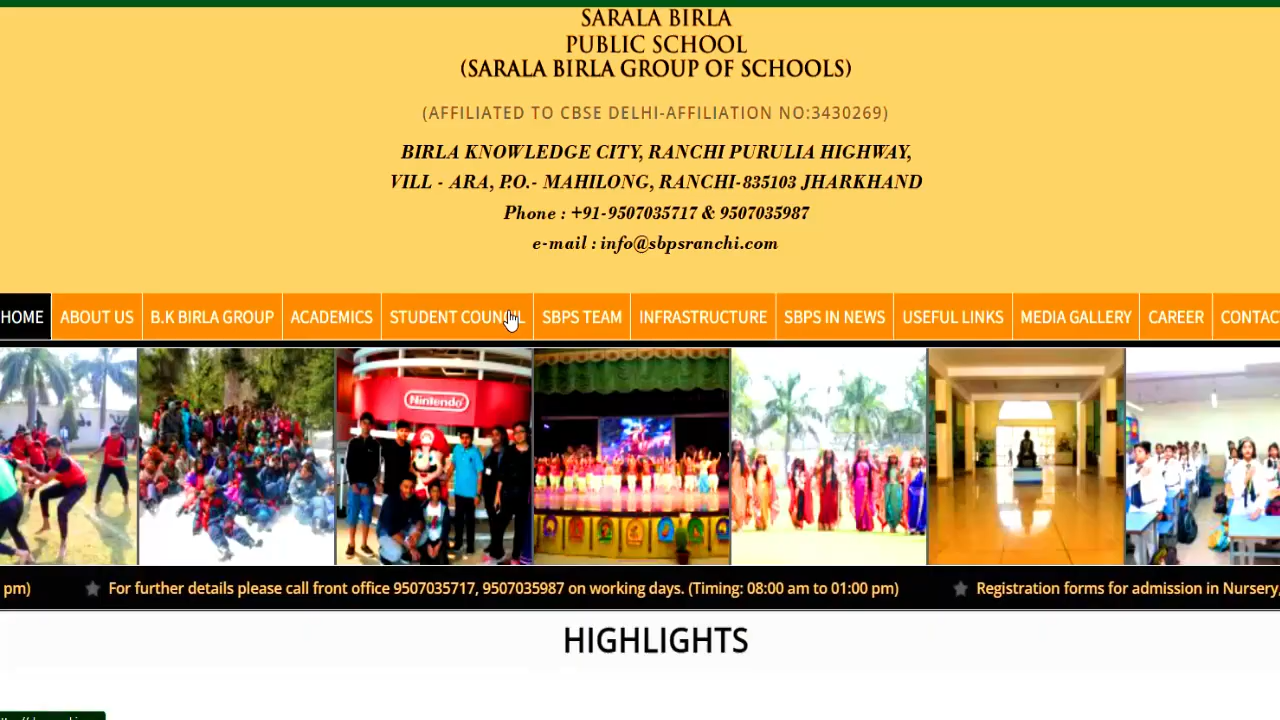 SARALA BIRLA
PUBLIC SCHOOL
(SARALA BIRLA GROUP OF SCHOOLS)
(AFFILIATED TO CBSE DELHI-AFFILIATION NO:3430269)
BIRLA KNOWLEDGE CITY, RANCHI PURULIA HIGHWAY,
VILL - ARA, P.O.- MAHILONG, RANCHI-835103 JHARKHAND
Phone : +91-9507035717 & 9507035987
e-mail : info@sbpsranchi.com
HOME ABOUT US B.K BIRLA GROUP ACADEMICS STUDENT COUNCIL SBPS TEAM INFRASTRUCTURE SBPS IN NEWS USEFUL LINKS MEDIA GALLERY CAREER CONTAC
Nintendo
pm) For further details please call front office 9507035717, 9507035987 on working days. (Timing: 08:00 am to 01:00 pm) Registration forms for admission in Nursery,
HIGHLIGHTS